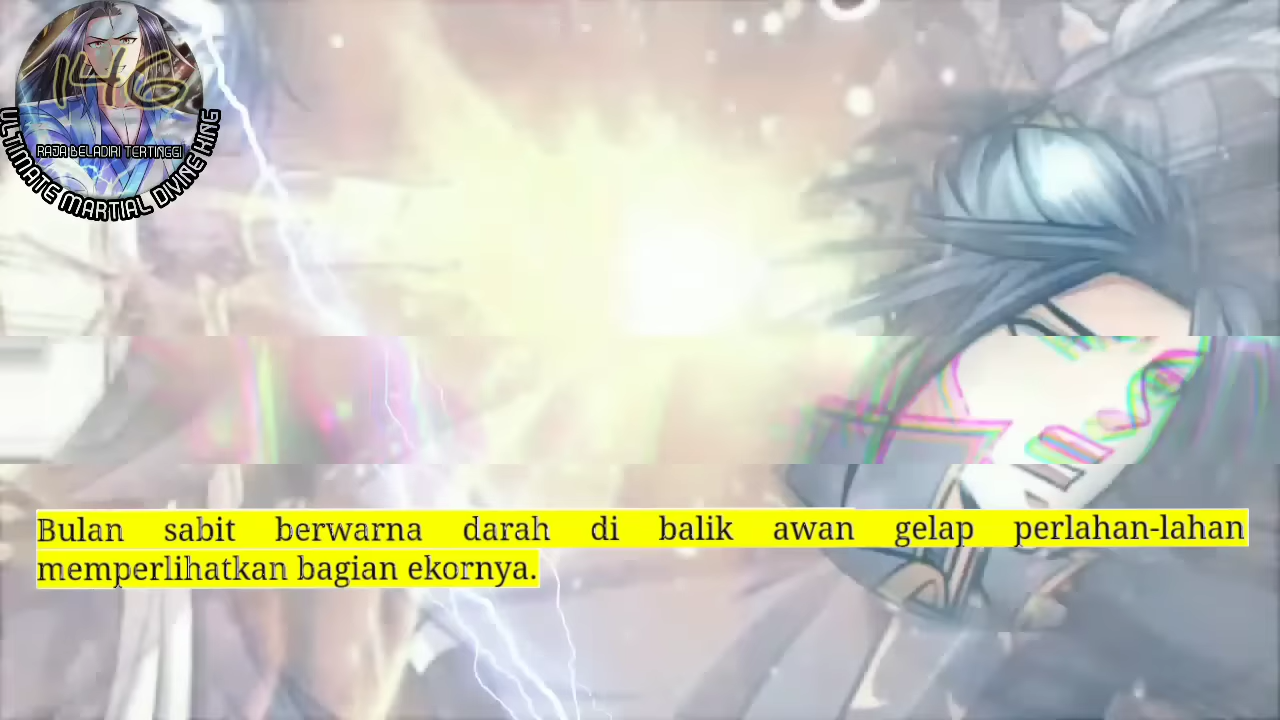 146
RAJA BELADIRI TERTINGGI
ULTIMATE MARTIAL DIVINE KING
Bulan sabit berwarna darah di balik awan gelap perlahan-lahan
memperlihatkan bagian ekornya.